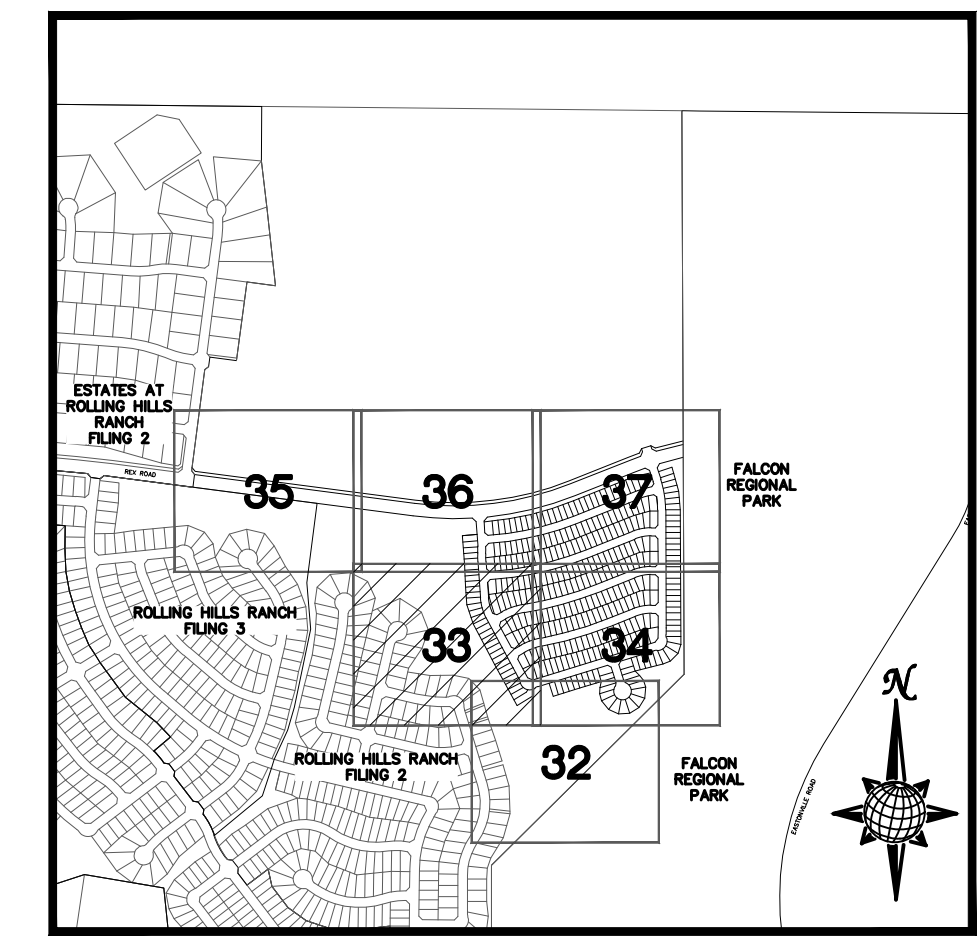 ESTATES AT
ROLLING HILLS
RANCH
FILING 2
REX ROAD
35
36
37
FALCON
REGIONAL
PARK
ROLLING HILLS RANCH
FILING 3
33
34
N
ROLLING HILLS RANCH
FILING 2
32
FALCON
REGIONAL
PARK
EASTONVILLE ROAD